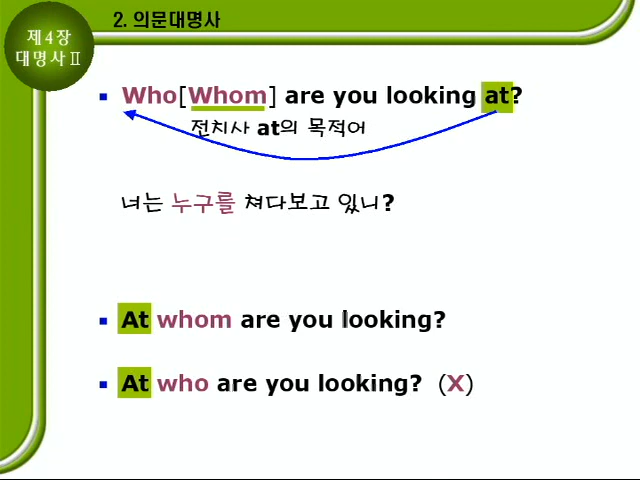 제4장
대명사Ⅱ
2. 의문대명사
Who[Whom] are you looking at?
전치사 at의 목적어
너는 누구를 쳐다보고 있니?
At whom are you looking?
At who are you looking? (X)